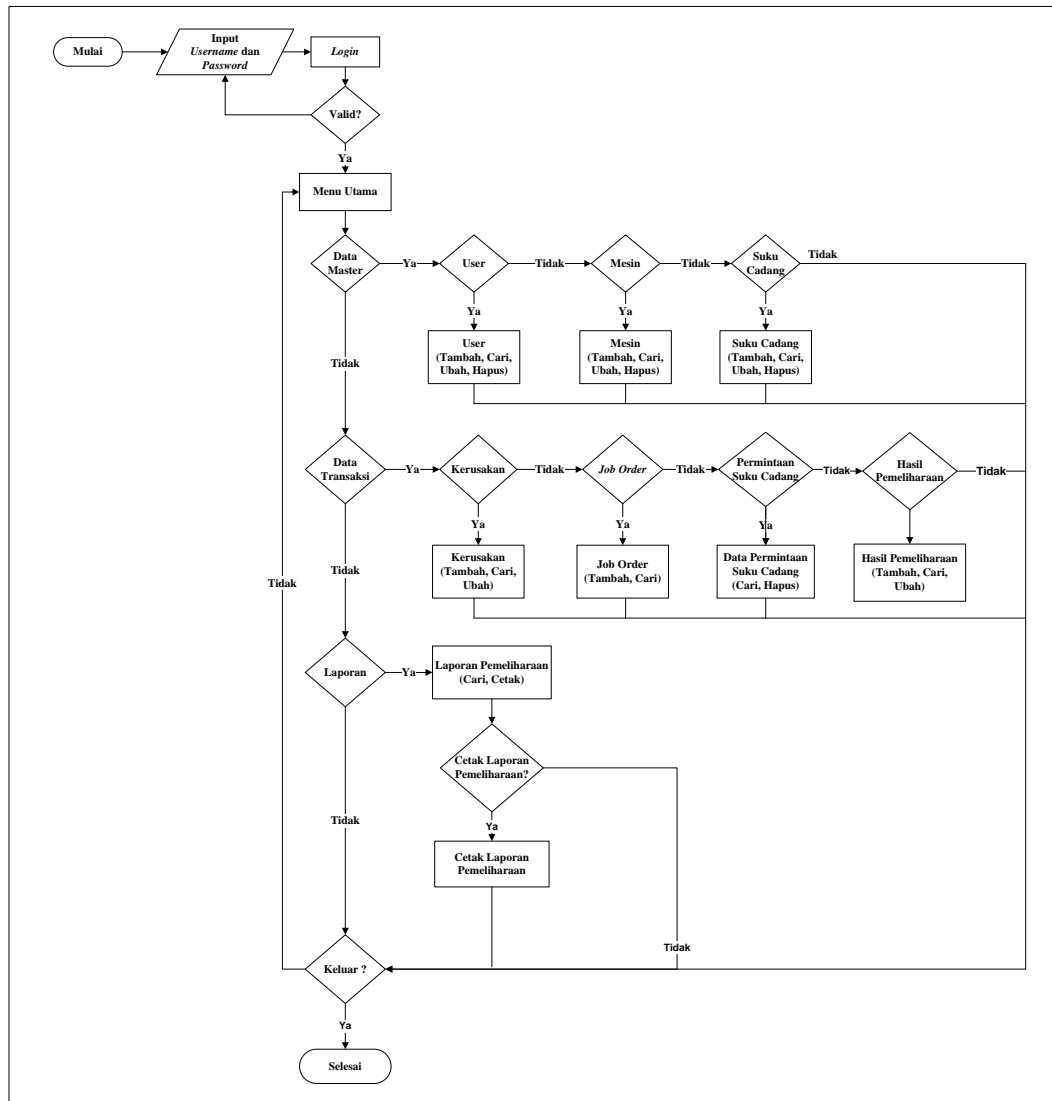 Mulai
Input
Username dan
Password
Login
Valid?
Ya
Menu Utama
Data
Master
Ya
User
Tidak
Mesin
Tidak
Suku
Cadang
Tidak
Ya
Ya
Ya
User
(Tambah, Cari,
Ubah, Hapus)
Mesin
(Tambah, Cari,
Ubah, Hapus)
Suku Cadang
(Tambah, Cari,
Ubah, Hapus)
Tidak
Data
Transaksi
Ya
Kerusakan
Tidak
Job Order
Tidak
Permintaan
Suku Cadang
Tidak
Hasil
Pemeliharaan
Tidak
Ya
Ya
Ya
Kerusakan
(Tambah, Cari,
Ubah)
Job Order
(Tambah, Cari)
Data Permintaan
Suku Cadang
(Cari, Hapus)
Hasil Pemeliharaan
(Tambah, Cari,
Ubah)
Tidak
Tidak
Laporan
Ya
Laporan Pemeliharaan
(Cari, Cetak)
Cetak Laporan
Pemeliharaan?
Tidak
Ya
Cetak Laporan
Pemeliharaan
Tidak
Keluar ?
Ya
Selesai